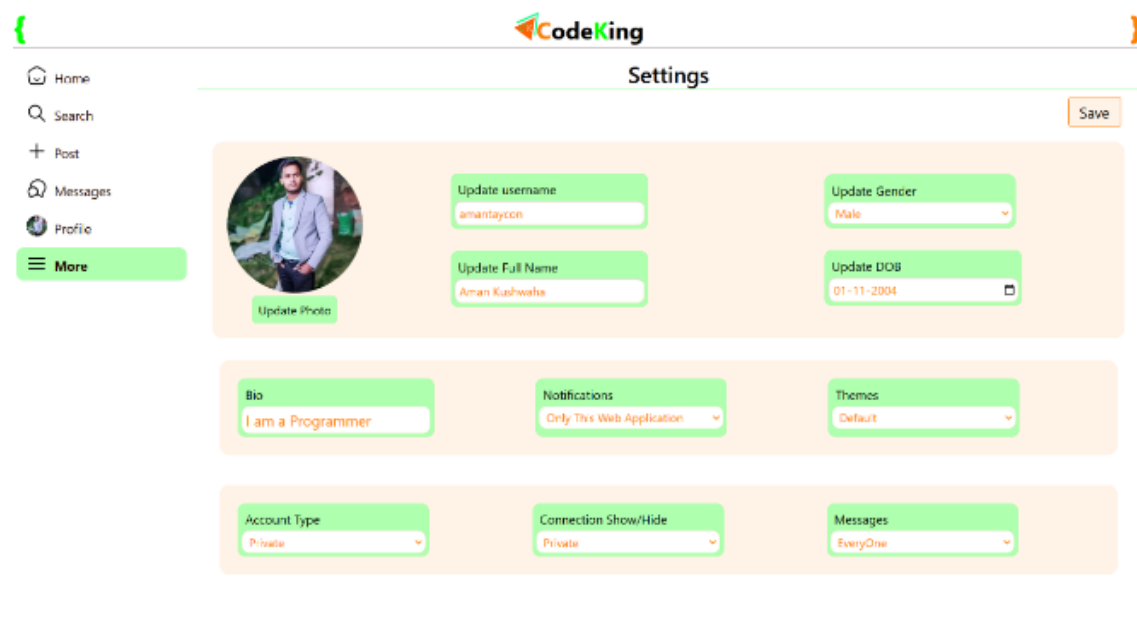 { CodeKing }
Home
Search
Post
Messages
Profile
More
Settings
Save
Update Photo
Update username
amantaycon
Update Full Name
Aman Kushwaha
Update Gender
Male
Update DOB
01-11-2004
Bio
I am a Programmer
Notifications
Only This Web Application
Themes
Default
Account Type
Private
Connection Show/Hide
Private
Messages
EveryOne